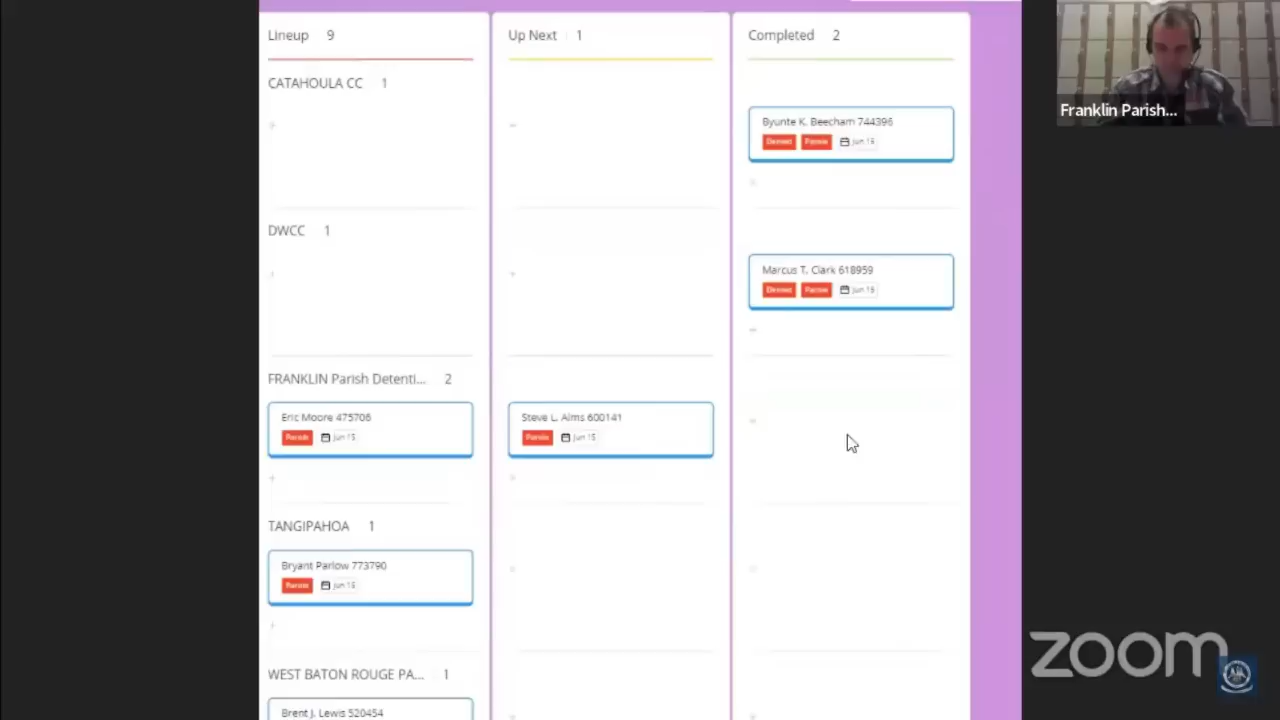 Lineup 9
Up Next 1
Completed 2
Franklin Parish...
CATAHOULA CC 1
Byunte K. Beecham 744396
Denied Parole Jun 15
DWCC 1
Marcus T. Clark 618959
Denied Parole Jun 15
FRANKLIN Parish Detenti... 2
Eric Moore 475706
Parole Jun 15
Steve L. Aims 600141
Parole Jun 15
TANGIPAHOA 1
Bryant Parlow 773790
Parole Jun 15
WEST BATON ROUGE PA... 1
Brent J. Lewis 520454
zoom